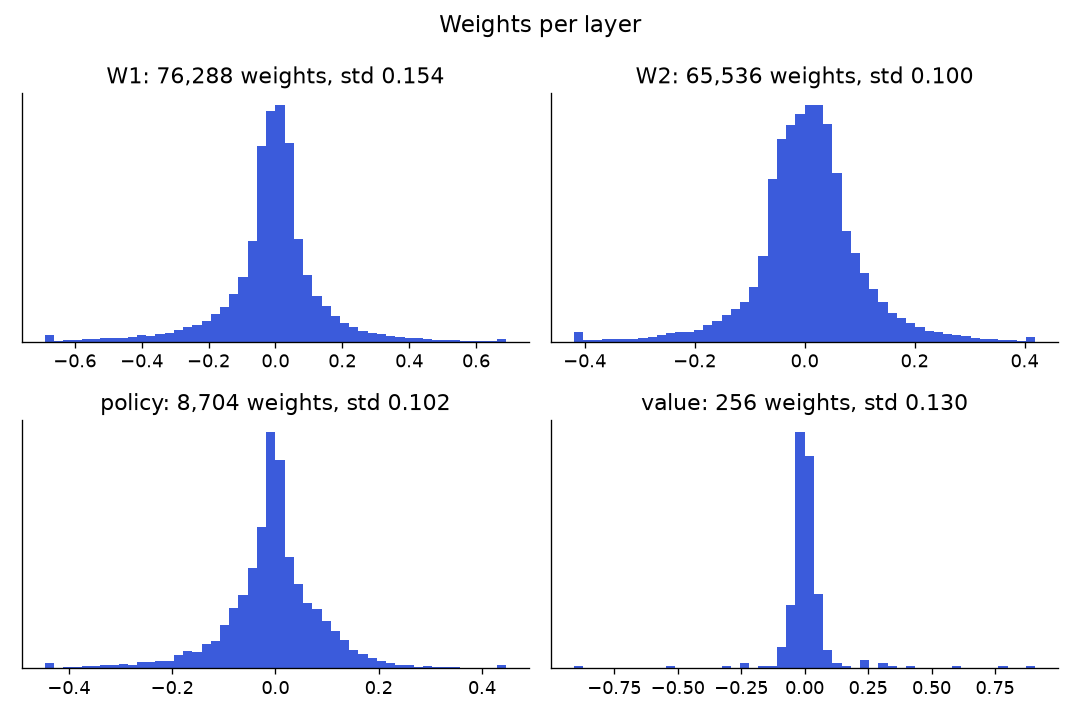 Weights per layer
W1: 76,288 weights, std 0.154
W2: 65,536 weights, std 0.100
−0.6 −0.4 −0.2 0.0 0.2 0.4 0.6
−0.4 −0.2 0.0 0.2 0.4
policy: 8,704 weights, std 0.102
value: 256 weights, std 0.130
−0.4 −0.2 0.0 0.2 0.4
−0.75 −0.50 −0.25 0.00 0.25 0.50 0.75